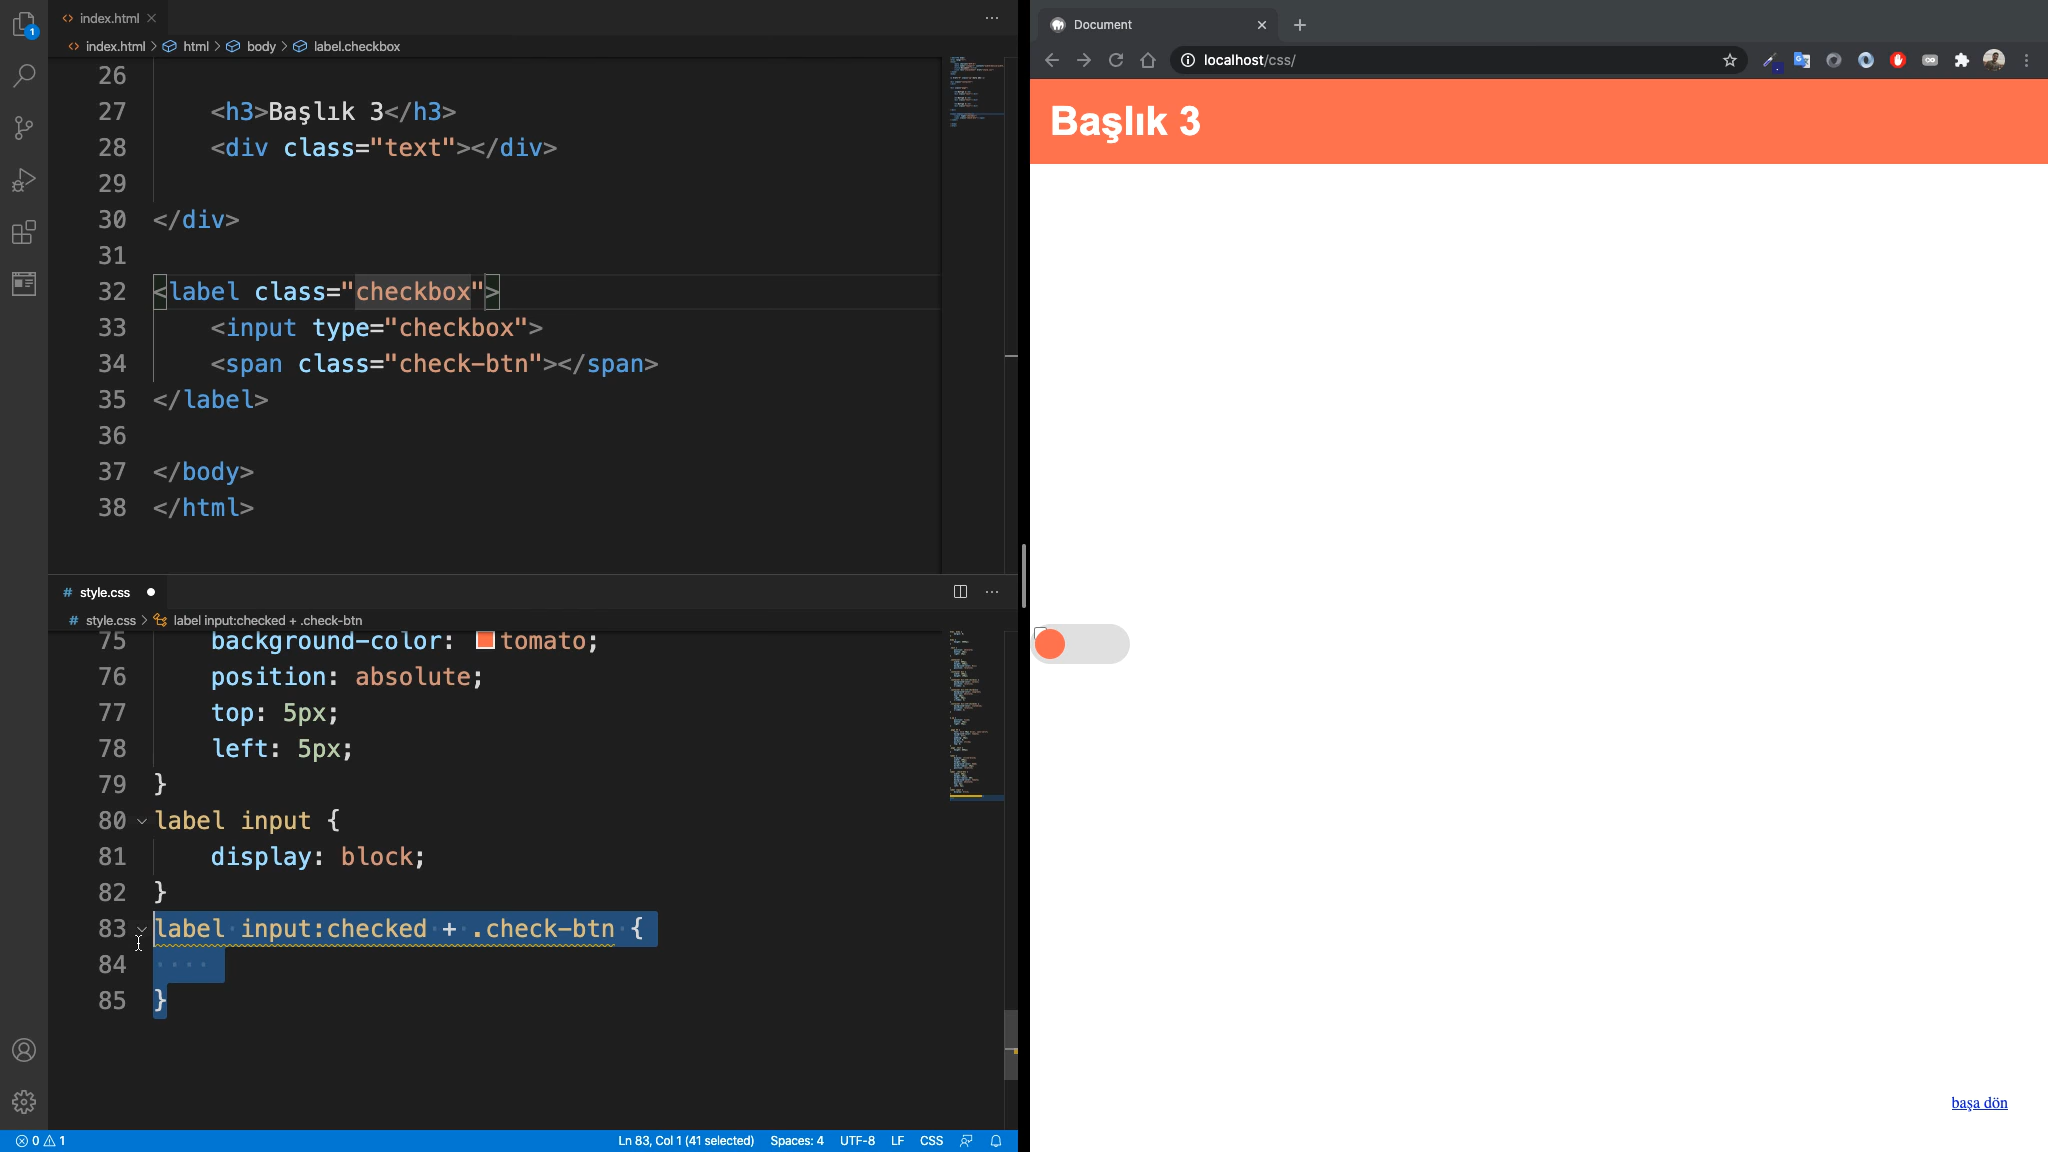 index.html
index.html > html > body > label.checkbox
26
27 <h3>Başlık 3</h3>
28 <div class="text"></div>
29
30 </div>
31
32 <label class="checkbox">
33 <input type="checkbox">
34 <span class="check-btn"></span>
35 </label>
36
37 </body>
38 </html>
# style.css
# style.css > label input:checked + .check-btn
75 background-color: tomato;
76 position: absolute;
77 top: 5px;
78 left: 5px;
79 }
80 label input {
81 display: block;
82 }
83 label input:checked + .check-btn {
84
85 }
1
0 1
Ln 83, Col 1 (41 selected) Spaces: 4 UTF-8 LF CSS
Document
localhost/css/
Başlık 3
başa dön